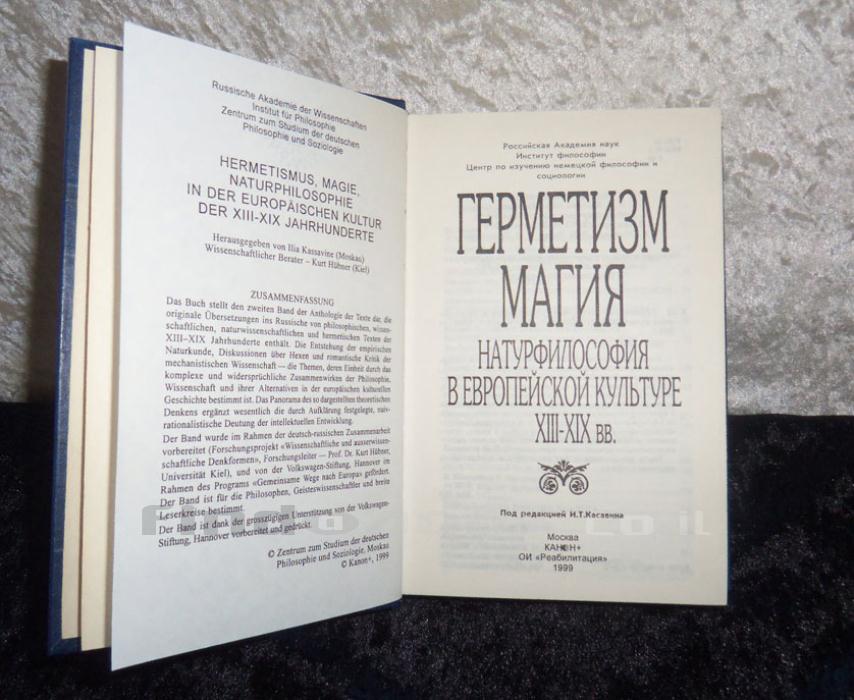 Russische Akademie der Wissenschaften
Institut für Philosophie
Zentrum zum Studium der deutschen
Philosophie und Soziologie
HERMETISMUS, MAGIE,
NATURPHILOSOPHIE
IN DER EUROPÄISCHEN KULTUR
DER XIII-XIX JAHRHUNDERTE
Herausgegeben von Ilia Kassavine (Moskau)
Wissenschaftlicher Berater – Kurt Hübner (Kiel)
ZUSAMMENFASSUNG
Das Buch stellt den zweiten Band der Anthologie der Texte dar, die
originale Übersetzungen ins Russische von philosophischen, wissen-
schaftlichen, naturwissenschaftlichen und hermetischen Texten der
XIII–XIX Jahrhunderte enthält. Die Entstehung der empirischen
Naturkunde, Diskussionen über Hexen und romantische Kritik der
mechanistischen Wissenschaft — die Themen, deren Einheit durch das
komplexe und widersprüchliche Zusammenwirken der Philosophie,
Wissenschaft und ihrer Alternativen in der europäischen kulturellen
Geschichte bestimmt ist. Das Panorama des so dargestellten theoretischen
Denkens ergänzt wesentlich die durch Aufklärung festgelegte, naiv-
rationalistische Deutung der intellektuellen Entwicklung.
Der Band wurde im Rahmen der deutsch-russischen Zusammenarbeit
vorbereitet (Forschungsprojekt «Wissenschaftliche und ausserwissen-
schaftliche Denkformen», Forschungsleiter — Prof. Dr. Kurt Hübner,
Universität Kiel), und von der Volkswagen-Stiftung, Hannover im
Rahmen des Programs «Gemeinsame Wege nach Europa» gefördert.
Der Band ist für die Philosophen, Geisteswissenschaftler und breite
Leserkreise bestimmt.
Der Band ist dank der grosszügigen Unterstützung von der Volkswagen-
Stiftung, Hannover vorbereitet und gedruckt.
© Zentrum zum Studium der deutschen
Philosophie und Soziologie, Moskau
© Kanon+, 1999
Российская Академия наук
Институт философии
Центр по изучению немецкой философии и
социологии
ГЕРМЕТИЗМ
МАГИЯ
НАТУРФИЛОСОФИЯ
В ЕВРОПЕЙСКОЙ КУЛЬТУРЕ
XIII-XIX ВВ.
Под редакцией И.Т.Касавина
Москва
КАНОН+
ОИ «Реабилитация»
1999